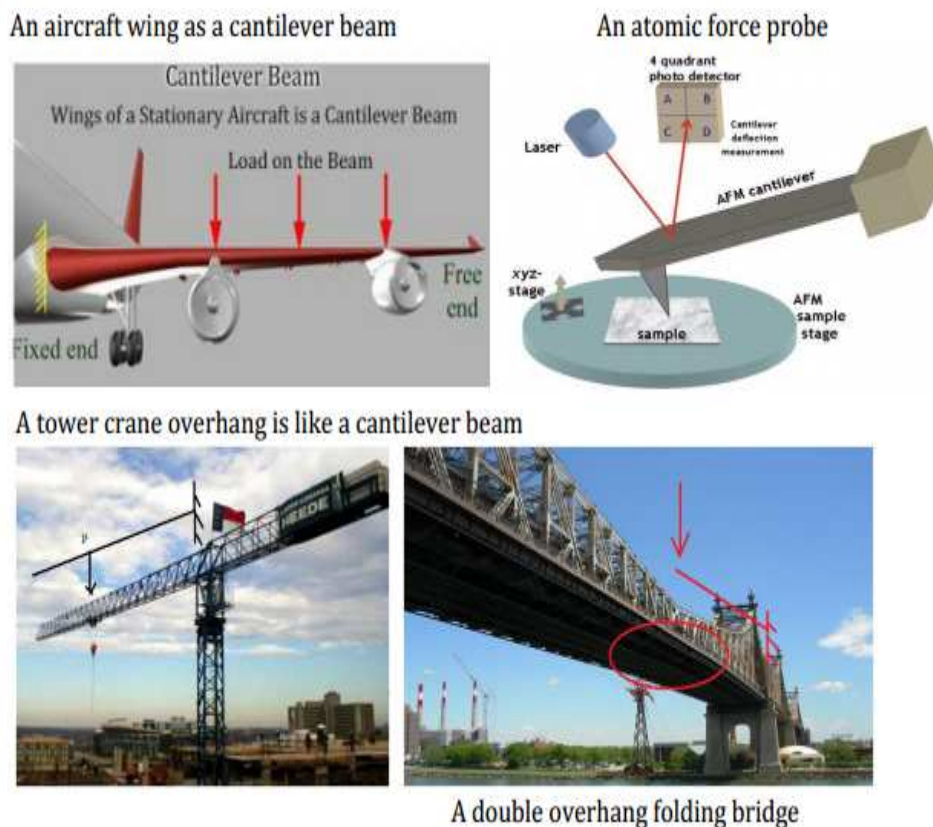 An aircraft wing as a cantilever beam
An atomic force probe
Cantilever Beam
Wings of a Stationary Aircraft is a Cantilever Beam
Load on the Beam
Free
end
Fixed end
4 quadrant
photo detector
A B
C D
Cantilever
deflection
measurement
Laser
AFM cantilever
xyz-
stage
sample
AFM
sample
stage
A tower crane overhang is like a cantilever beam
P
HEEDE
A double overhang folding bridge